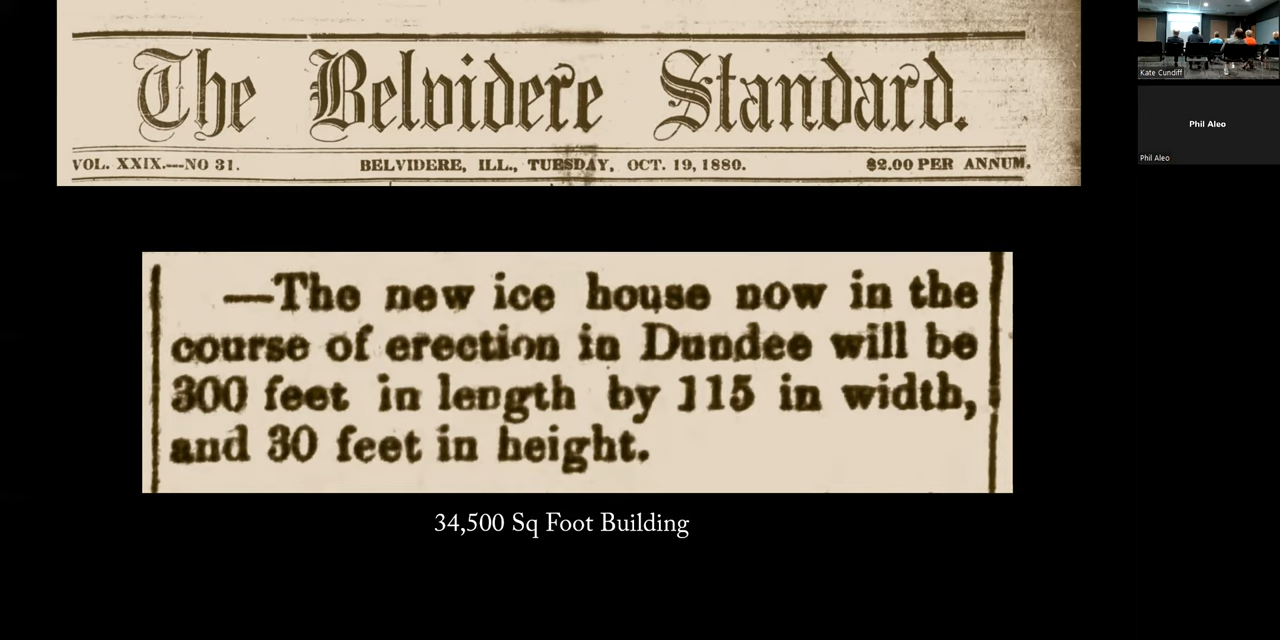 The Belvidere Standard.
VOL. XXIX.—NO 31. BELVIDERE, ILL., TUESDAY, OCT. 19, 1880. $2.00 PER ANNUM.
—The new ice house now in the
course of erection in Dundee will be
300 feet in length by 115 in width,
and 30 feet in height.
34,500 Sq Foot Building
Kate Cundiff
Phil Aleo
Phil Aleo